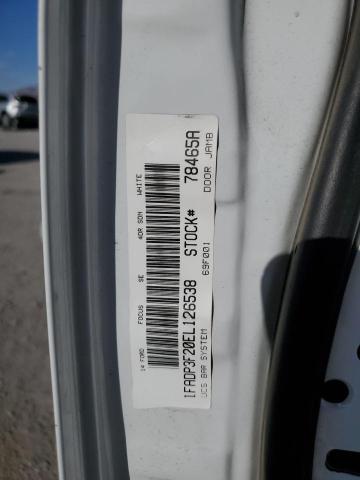 14 FORD FOCUS SE 4DR SDN WHITE
1FADP3F20EL126538 STOCK# 78465A
UCS BAR SYSTEM 69F001 DOOR JAMB